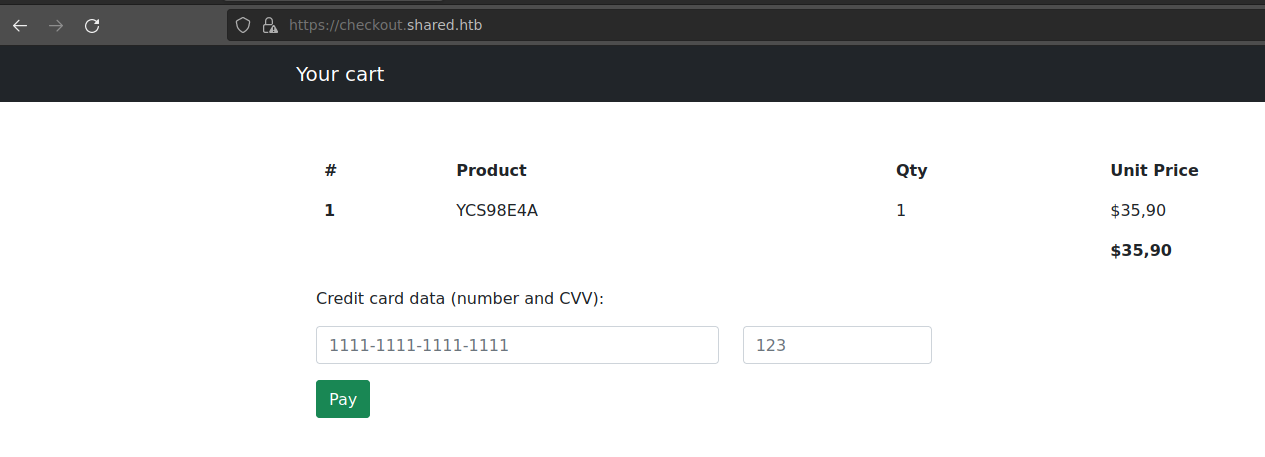 https://checkout.shared.htb
Your cart
# Product Qty Unit Price
1 YCS98E4A 1 $35,90
$35,90
Credit card data (number and CVV):
1111-1111-1111-1111 123
Pay